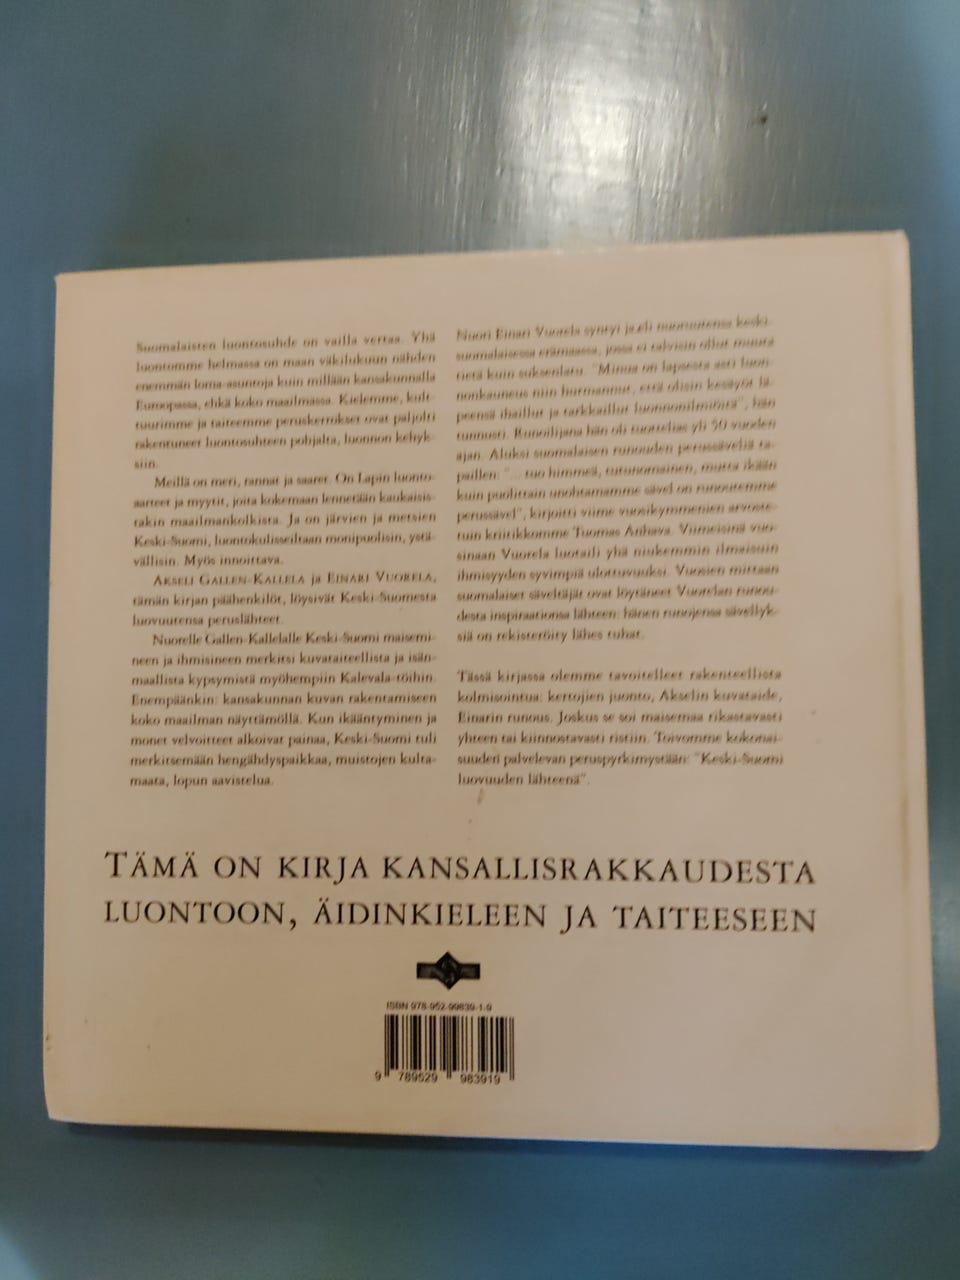 Suomalaisten luontosuhde on vailla vertaa. Yhä
luontomme helmassa on maan väkilukuun nähden
enemmän loma-asuntoja kuin millään kansakunnalla
Euroopassa, ehkä koko maailmassa. Kielemme, kult-
tuurimme ja taiteemme peruskerrokset ovat paljolti
rakentuneet luontosuhteen pohjalta, luonnon kehyk-
siin.
Meillä on meri, rannat ja saaret. On Lapin luonto-
aarteet ja myytit, joita kokemaan lennetään kaukaisis-
takin maailmankolkista. Ja on järvien ja metsien
Keski-Suomi, luontokulisseiltaan monipuolisin, ystä-
vällisin. Myös innoittava.
AKSELI GALLEN-KALLELA ja EINARI VUORELA,
tämän kirjan päähenkilöt, löysivät Keski-Suomesta
luovuutensa peruslähteet.
Nuorelle Gallen-Kallelalle Keski-Suomi maisemi-
neen ja ihmisineen merkitsi kuvataiteellista ja isän-
maallista kypsymistä myöhempiin Kalevala-töihin.
Enempäänkin: kansakunnan kuvan rakentamiseen
koko maailman näyttämöllä. Kun ikääntyminen ja
monet velvoitteet alkoivat painaa, Keski-Suomi tuli
merkitsemään hengähdyspaikkaa, muistojen kulta-
maata, lopun aavistelua.
Nuori Einari Vuorela syntyi ja eli nuoruutensa keski-
suomalaisessa erämaassa, jossa ei talvisin ollut muuta
tietä kuin suksenlatu. "Minua on lapsesta asti luon-
nonkauneus niin hurmannut, että olisin kesäyöt lä-
peensä ihaillut ja tarkkaillut luonnonilmiöitä", hän
tunnusti. Runoilijana hän oli tuottelias yli 50 vuoden
ajan. Aluksi suomalaisen runouden perussäveliä ta-
paillen: "... tuo himmeä, tutunomainen, mutta ikään
kuin puolittain unohtamamme sävel on runoutemme
perussävel", kirjoitti viime vuosikymmenien arvoste-
tuin kriitikkomme Tuomas Anhava. Viimeisinä vuo-
sinaan Vuorela luotaili yhä niukemmin ilmaisuin
ihmisyyden syvimpiä ulottuvuuksi. Vuosien mittaan
suomalaiset säveltäjät ovat löytäneet Vuorelan runou-
desta inspiraationsa lähteen: hänen runojensa sävellyk-
siä on rekisteröity lähes tuhat.
Tässä kirjassa olemme tavoitelleet rakenteellista
kolmisointua: kertojien juonto, Akselin kuvataide,
Einarin runous. Joskus se soi maisemaa rikastavasti
yhteen tai kiinnostavasti ristiin. Toivomme kokonai-
suuden palvelevan peruspyrkimystään: "Keski-Suomi
luovuuden lähteenä".
TÄMÄ ON KIRJA KANSALLISRAKKAUDESTA
LUONTOON, ÄIDINKIELEEN JA TAITEESEEN
ISBN 978-952-99839-1-9
9 789529 983919